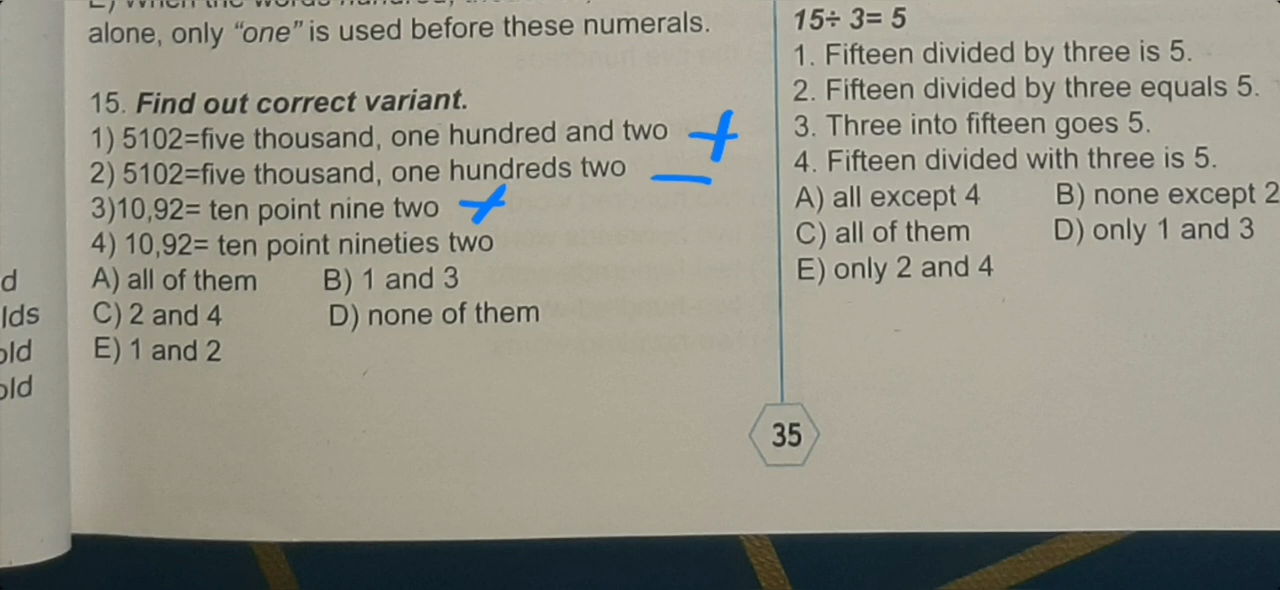 alone, only "one" is used before these numerals.
15. Find out correct variant.
1) 5102=five thousand, one hundred and two
2) 5102=five thousand, one hundreds two
3)10,92= ten point nine two
4) 10,92= ten point nineties two
A) all of them B) 1 and 3
C) 2 and 4 D) none of them
E) 1 and 2
d
lds
old
old
15÷ 3= 5
1. Fifteen divided by three is 5.
2. Fifteen divided by three equals 5.
3. Three into fifteen goes 5.
4. Fifteen divided with three is 5.
A) all except 4 B) none except 2
C) all of them D) only 1 and 3
E) only 2 and 4
35